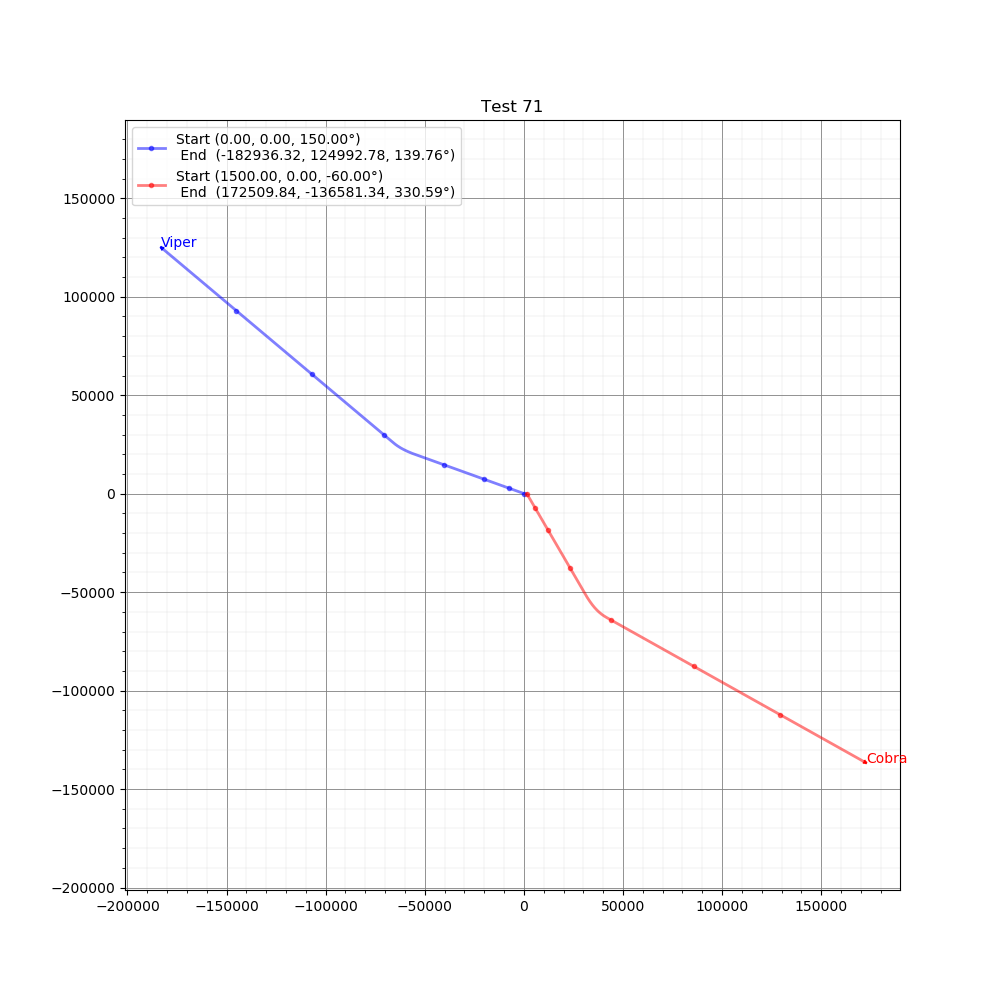 Test 71
Start (0.00, 0.00, 150.00°)
End (-182936.32, 124992.78, 139.76°)
Start (1500.00, 0.00, -60.00°)
End (172509.84, -136581.34, 330.59°)
150000
100000
50000
0
−50000
−100000
−150000
−200000
Viper
Cobra
−200000 −150000 −100000 −50000 0 50000 100000 150000